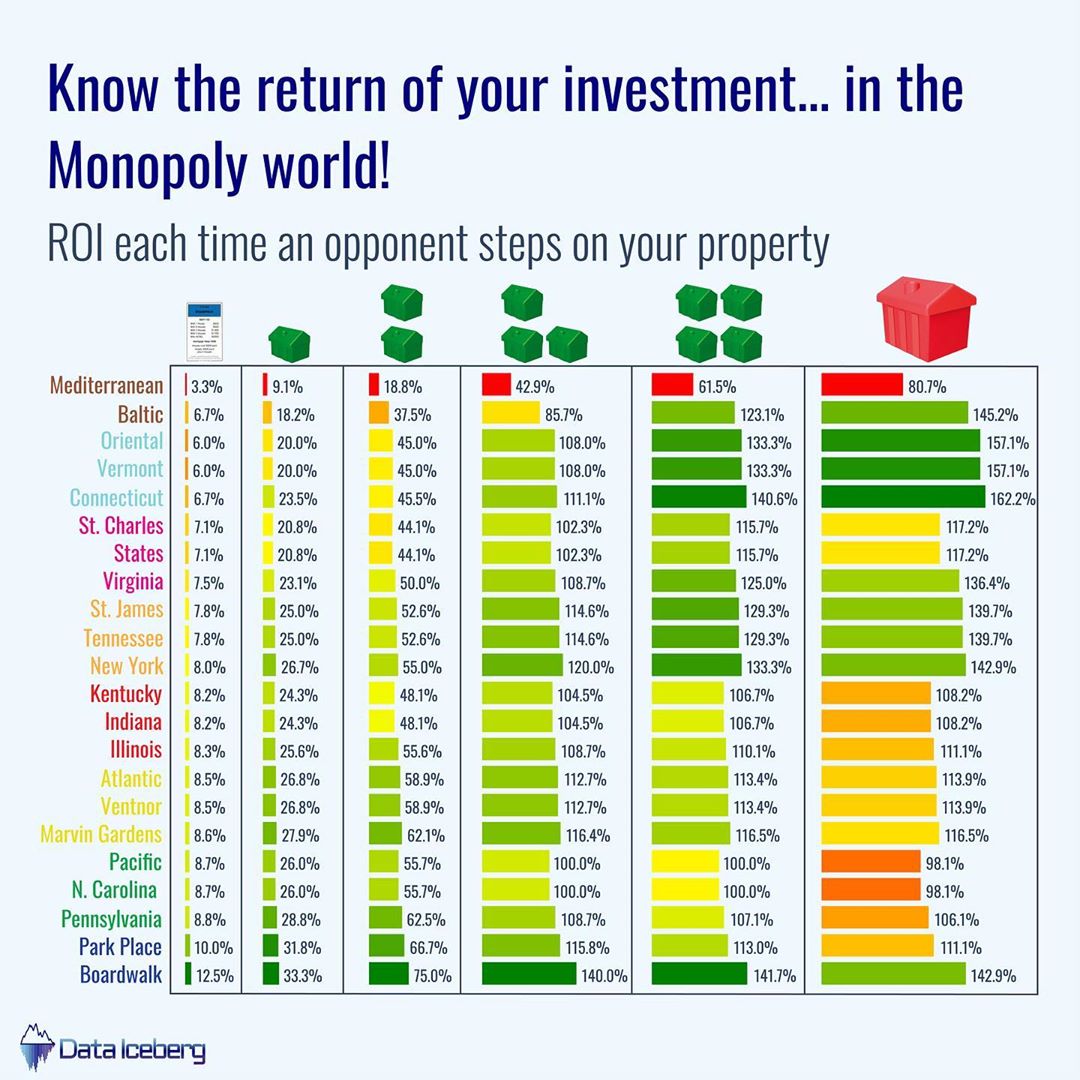 Know the return of your investment... in the
Monopoly world!
ROI each time an opponent steps on your property
Mediterranean 3.3% 9.1% 18.8% 42.9% 61.5% 80.7%
Baltic 6.7% 18.2% 37.5% 85.7% 123.1% 145.2%
Oriental 6.0% 20.0% 45.0% 108.0% 133.3% 157.1%
Vermont 6.0% 20.0% 45.0% 108.0% 133.3% 157.1%
Connecticut 6.7% 23.5% 45.5% 111.1% 140.6% 162.2%
St. Charles 7.1% 20.8% 44.1% 102.3% 115.7% 117.2%
States 7.1% 20.8% 44.1% 102.3% 115.7% 117.2%
Virginia 7.5% 23.1% 50.0% 108.7% 125.0% 136.4%
St. James 7.8% 25.0% 52.6% 114.6% 129.3% 139.7%
Tennessee 7.8% 25.0% 52.6% 114.6% 129.3% 139.7%
New York 8.0% 26.7% 55.0% 120.0% 133.3% 142.9%
Kentucky 8.2% 24.3% 48.1% 104.5% 106.7% 108.2%
Indiana 8.2% 24.3% 48.1% 104.5% 106.7% 108.2%
Illinois 8.3% 25.6% 55.6% 108.7% 110.1% 111.1%
Atlantic 8.5% 26.8% 58.9% 112.7% 113.4% 113.9%
Ventnor 8.5% 26.8% 58.9% 112.7% 113.4% 113.9%
Marvin Gardens 8.6% 27.9% 62.1% 116.4% 116.5% 116.5%
Pacific 8.7% 26.0% 55.7% 100.0% 100.0% 98.1%
N. Carolina 8.7% 26.0% 55.7% 100.0% 100.0% 98.1%
Pennsylvania 8.8% 28.8% 62.5% 108.7% 107.1% 106.1%
Park Place 10.0% 31.8% 66.7% 115.8% 113.0% 111.1%
Boardwalk 12.5% 33.3% 75.0% 140.0% 141.7% 142.9%
Data Iceberg